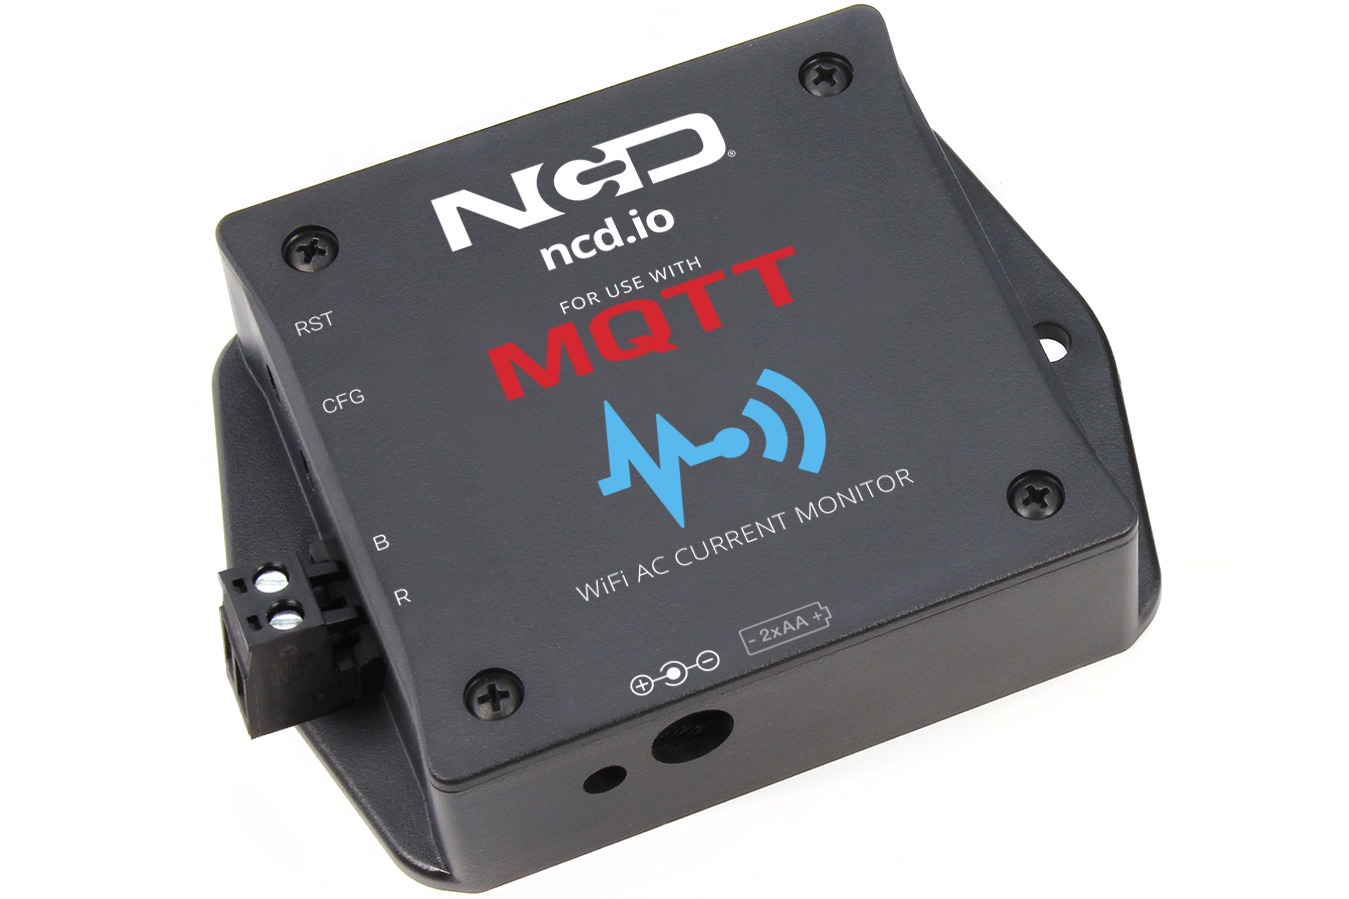 NCD®
ncd.io
FOR USE WITH
MQTT
RST
CFG
B
R
WiFi AC CURRENT MONITOR
- 2xAA +
+ -